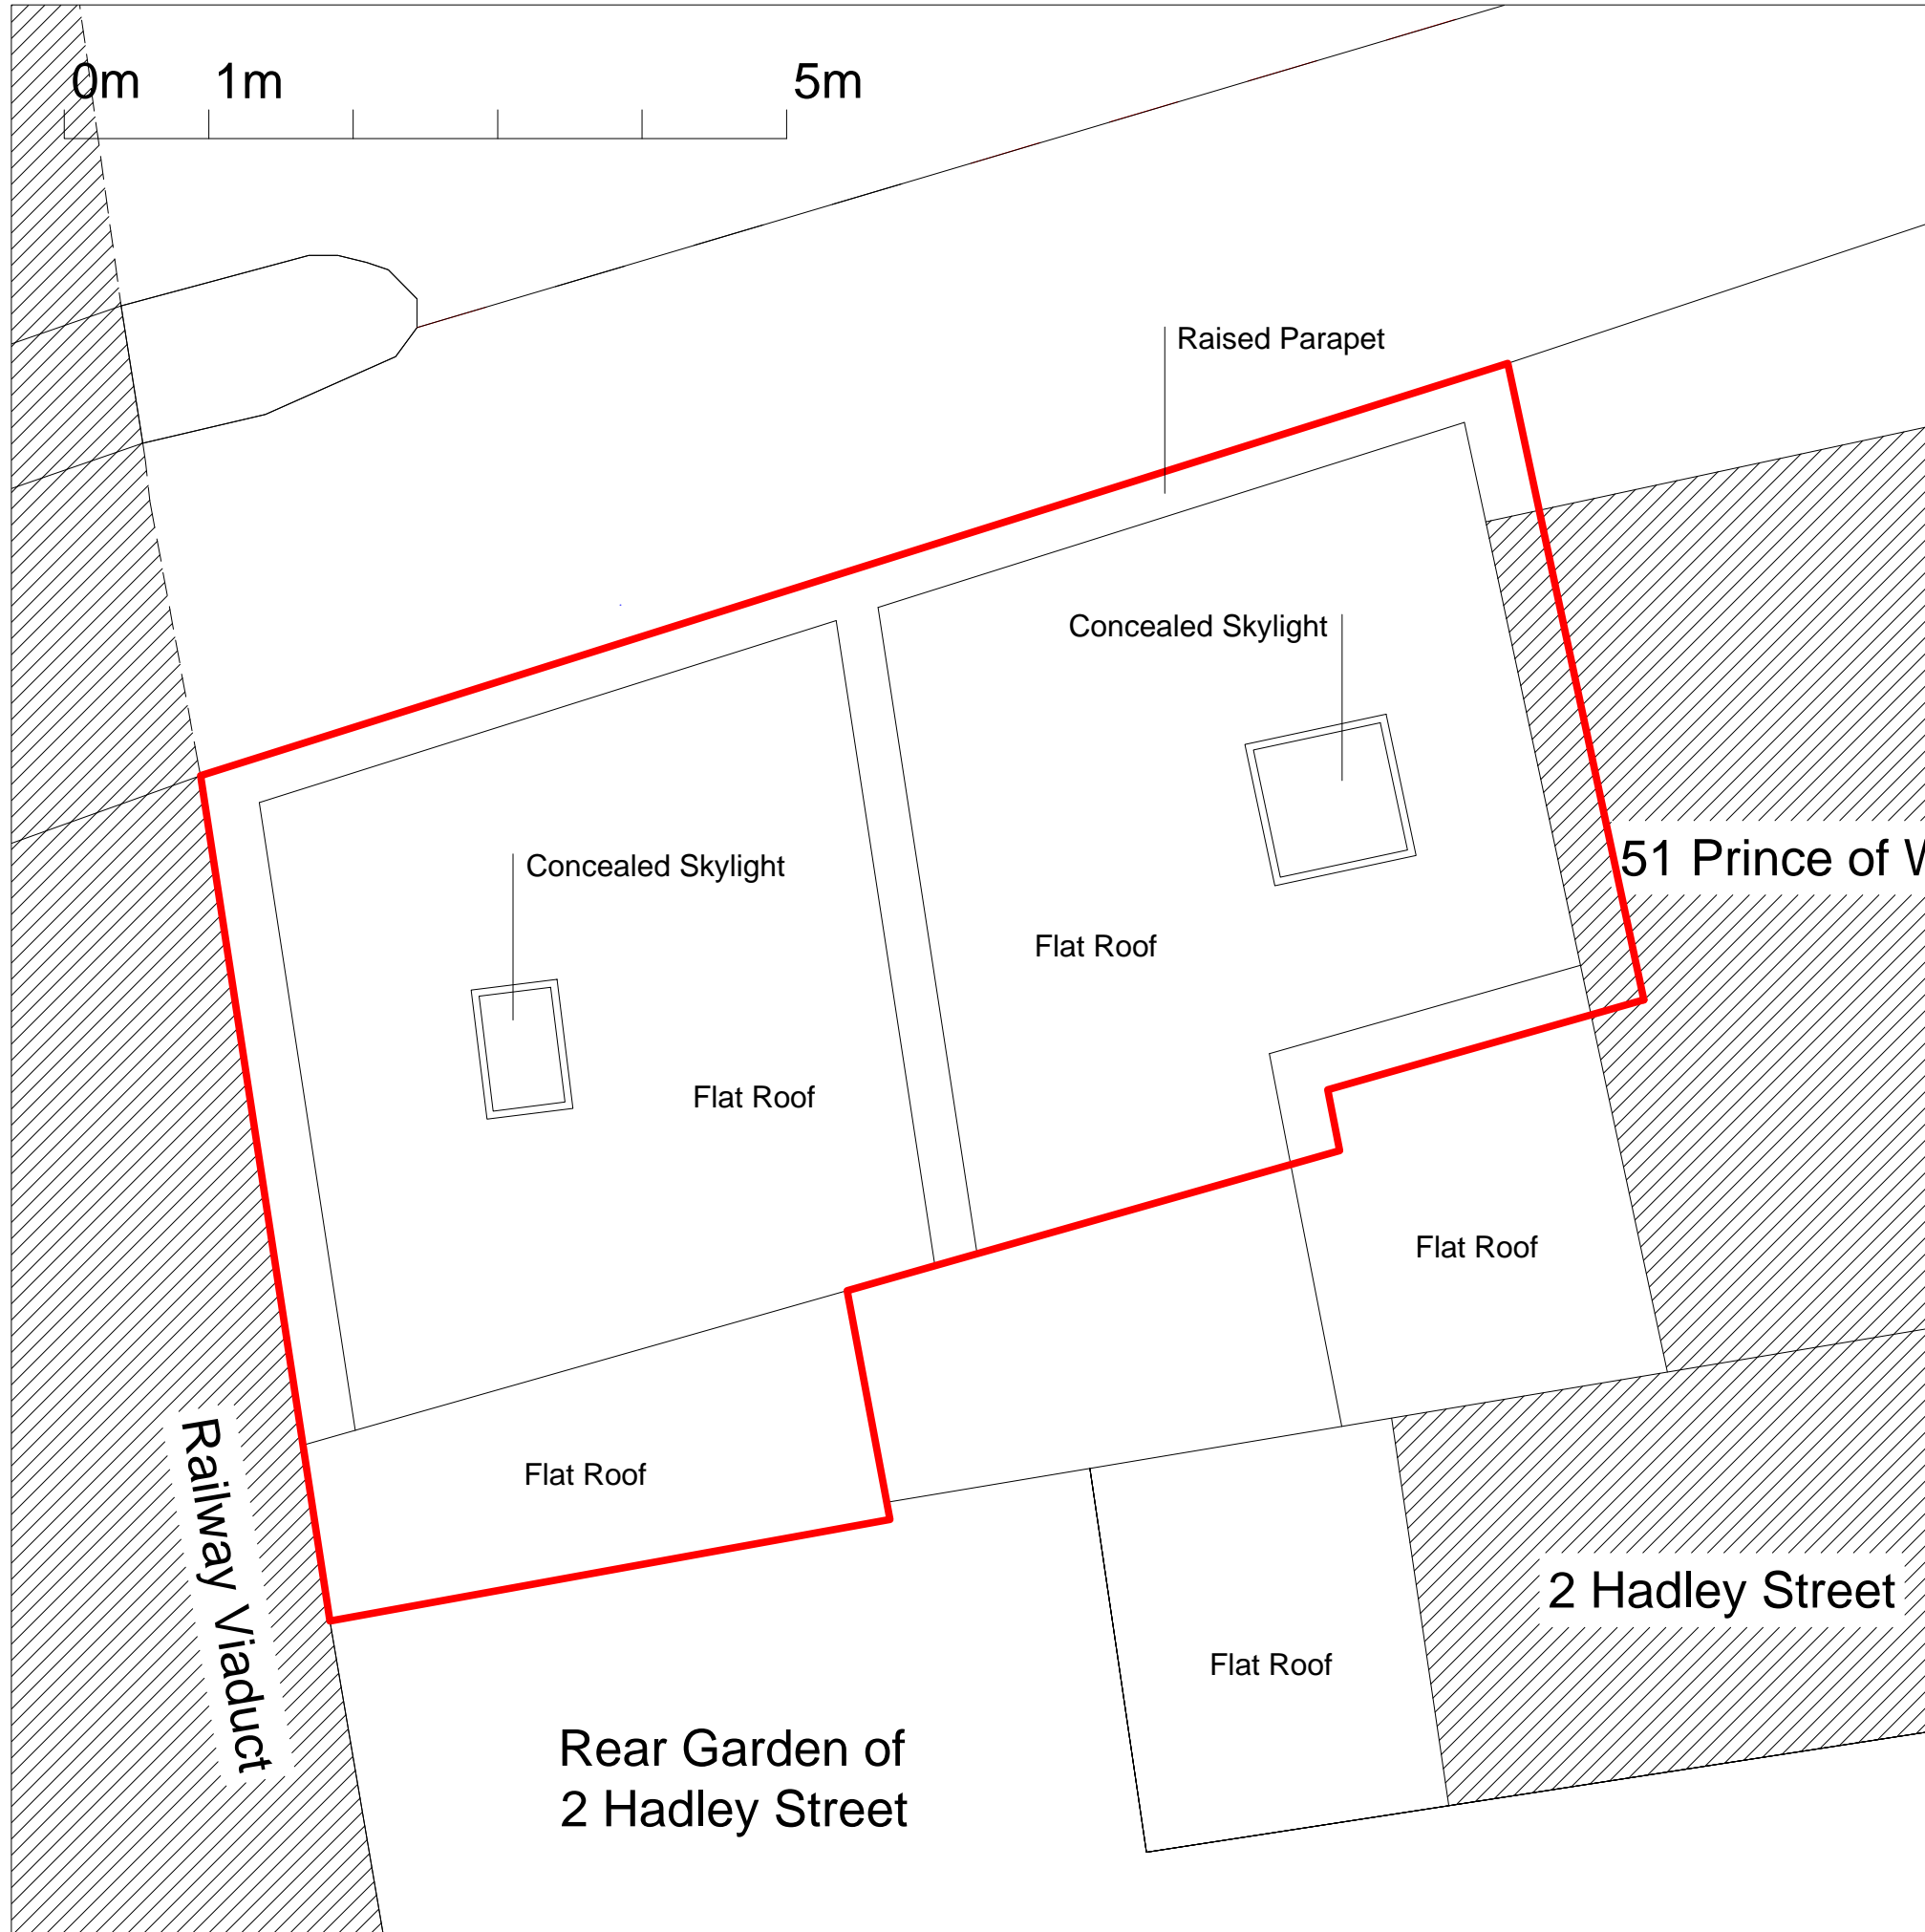 0m 1m 5m
Raised Parapet
Concealed Skylight
51 Prince of
Concealed Skylight
Flat Roof
Flat Roof
Flat Roof
Flat Roof
Railway Viaduct
2 Hadley Street
Flat Roof
Rear Garden of
2 Hadley Street